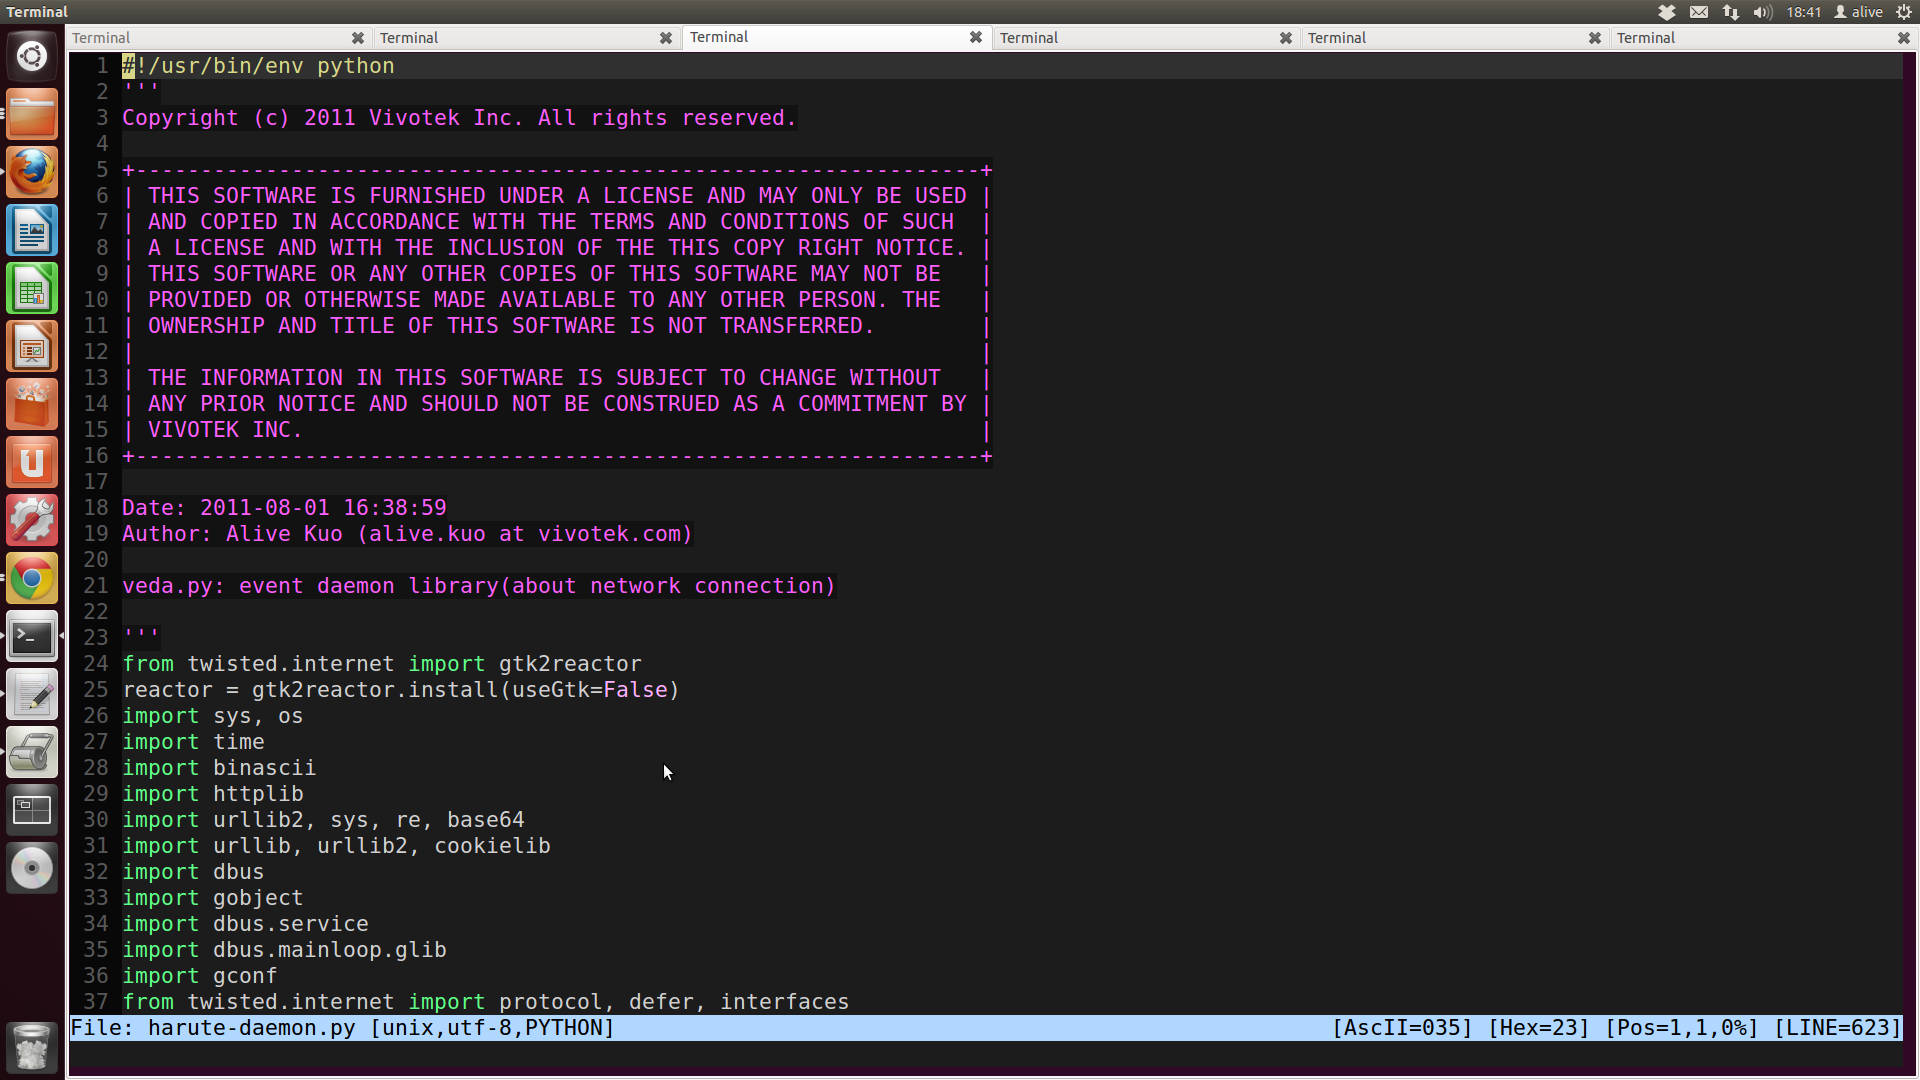 Terminal
18:41 alive
Terminal Terminal Terminal Terminal Terminal Terminal
1 #!/usr/bin/env python
2 '''
3 Copyright (c) 2011 Vivotek Inc. All rights reserved.
4
5 +-----------------------------------------------------------------+
6 | THIS SOFTWARE IS FURNISHED UNDER A LICENSE AND MAY ONLY BE USED |
7 | AND COPIED IN ACCORDANCE WITH THE TERMS AND CONDITIONS OF SUCH  |
8 | A LICENSE AND WITH THE INCLUSION OF THE THIS COPY RIGHT NOTICE. |
9 | THIS SOFTWARE OR ANY OTHER COPIES OF THIS SOFTWARE MAY NOT BE   |
10 | PROVIDED OR OTHERWISE MADE AVAILABLE TO ANY OTHER PERSON. THE   |
11 | OWNERSHIP AND TITLE OF THIS SOFTWARE IS NOT TRANSFERRED.        |
12 |                                                                 |
13 | THE INFORMATION IN THIS SOFTWARE IS SUBJECT TO CHANGE WITHOUT   |
14 | ANY PRIOR NOTICE AND SHOULD NOT BE CONSTRUED AS A COMMITMENT BY |
15 | VIVOTEK INC.                                                    |
16 +-----------------------------------------------------------------+
17
18 Date: 2011-08-01 16:38:59
19 Author: Alive Kuo (alive.kuo at vivotek.com)
20
21 veda.py: event daemon library(about network connection)
22
23 '''
24 from twisted.internet import gtk2reactor
25 reactor = gtk2reactor.install(useGtk=False)
26 import sys, os
27 import time
28 import binascii
29 import httplib
30 import urllib2, sys, re, base64
31 import urllib, urllib2, cookielib
32 import dbus
33 import gobject
34 import dbus.service
35 import dbus.mainloop.glib
36 import gconf
37 from twisted.internet import protocol, defer, interfaces
File: harute-daemon.py [unix,utf-8,PYTHON] [AscII=035] [Hex=23] [Pos=1,1,0%] [LINE=623]